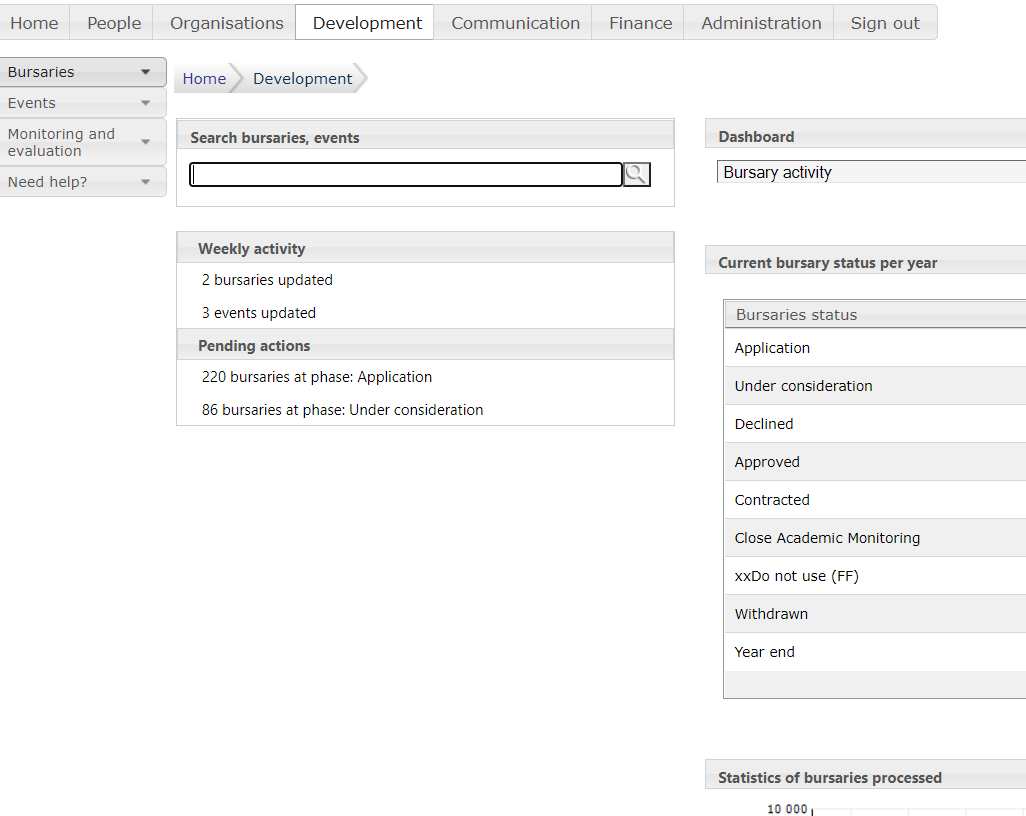 Home People Organisations Development Communication Finance Administration Sign out
Bursaries
Events
Monitoring and
evaluation
Need help?
Home Development
Search bursaries, events
Weekly activity
2 bursaries updated
3 events updated
Pending actions
220 bursaries at phase: Application
86 bursaries at phase: Under consideration
Dashboard
Bursary activity
Current bursary status per year
Bursaries status
Application
Under consideration
Declined
Approved
Contracted
Close Academic Monitoring
xxDo not use (FF)
Withdrawn
Year end
Statistics of bursaries processed
10 000